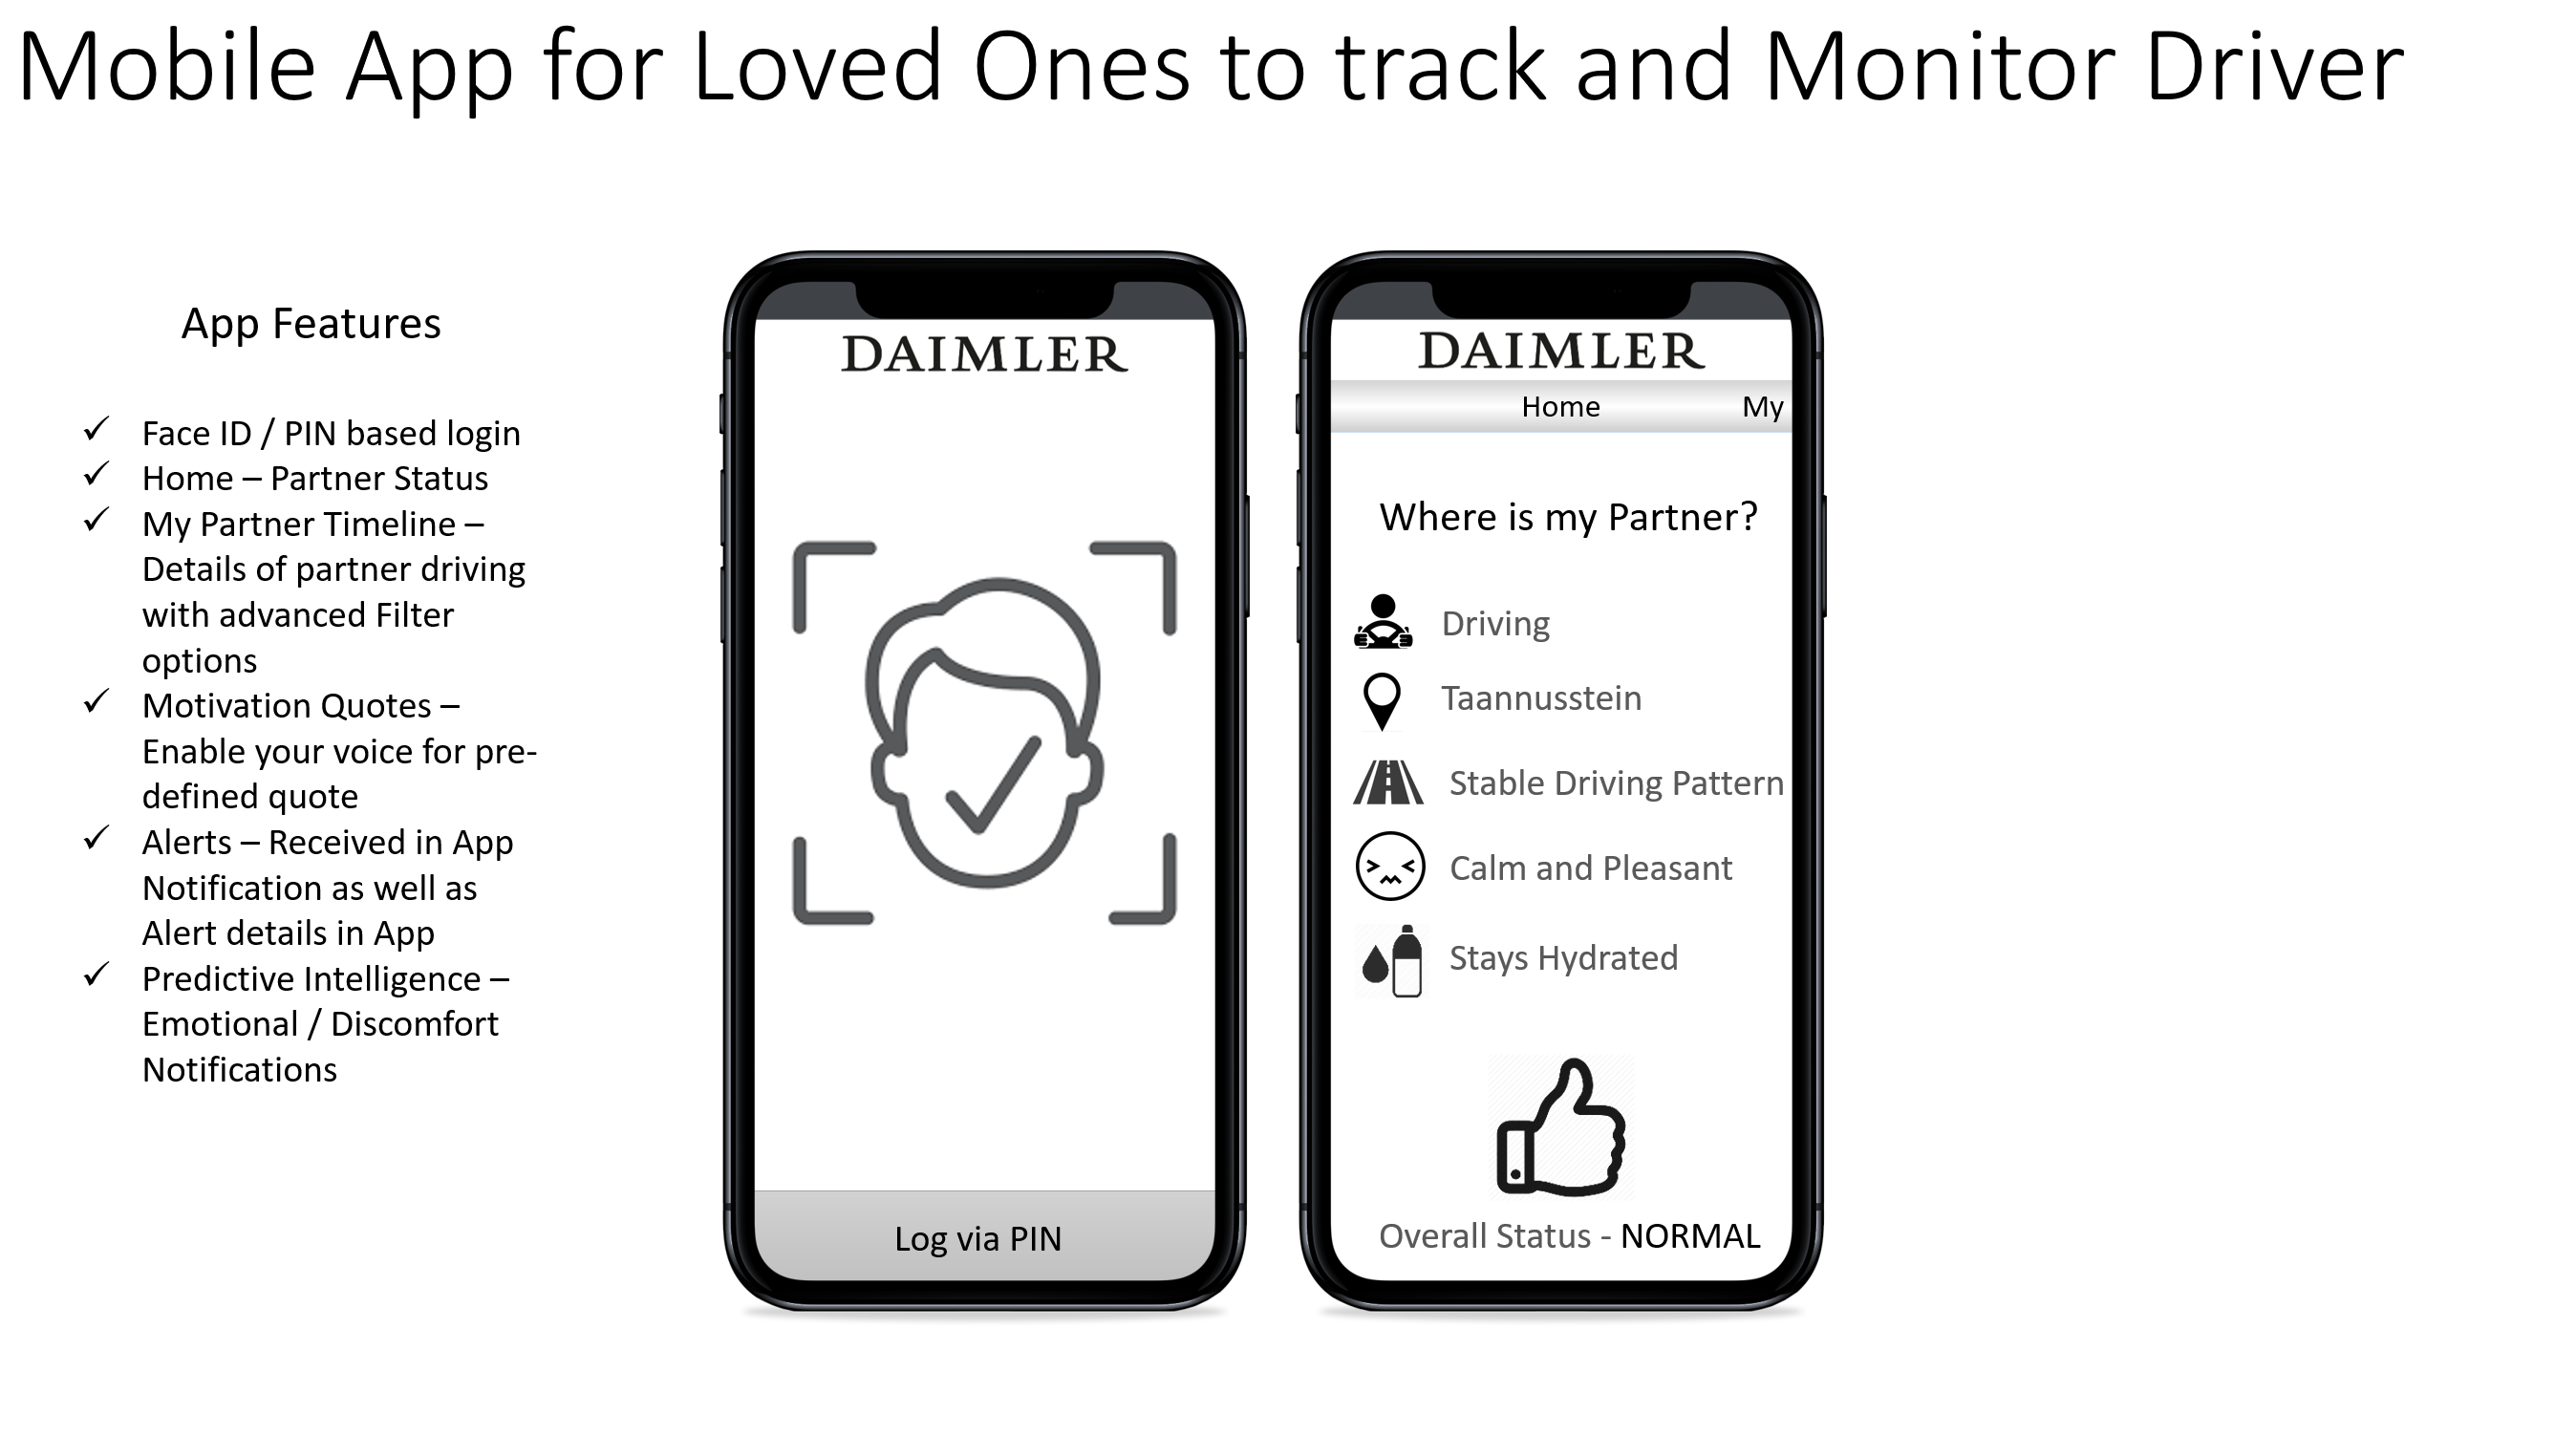 Mobile App for Loved Ones to track and Monitor Driver
App Features
Face ID / PIN based login
Home – Partner Status
My Partner Timeline –
Details of partner driving
with advanced Filter
options
Motivation Quotes –
Enable your voice for pre-
defined quote
Alerts – Received in App
Notification as well as
Alert details in App
Predictive Intelligence –
Emotional / Discomfort
Notifications
DAIMLER
Log via PIN
DAIMLER
Home My
Where is my Partner?
Driving
Taannusstein
Stable Driving Pattern
Calm and Pleasant
Stays Hydrated
Overall Status - NORMAL